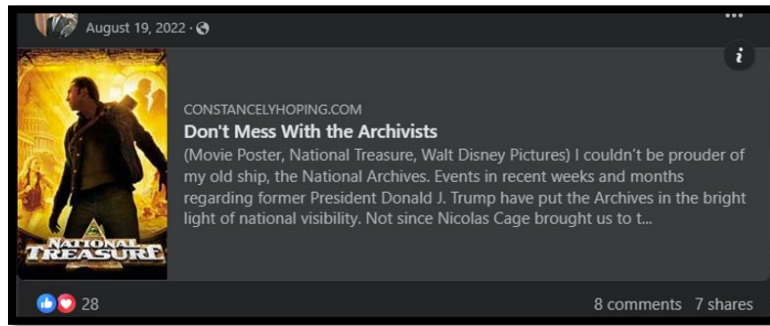 August 19, 2022 ·
CONSTANCELYHOPING.COM
Don't Mess With the Archivists
(Movie Poster, National Treasure, Walt Disney Pictures) I couldn't be prouder of
my old ship, the National Archives. Events in recent weeks and months
regarding former President Donald J. Trump have put the Archives in the bright
light of national visibility. Not since Nicolas Cage brought us to t...
NATIONAL
TREASURE
28
8 comments 7 shares